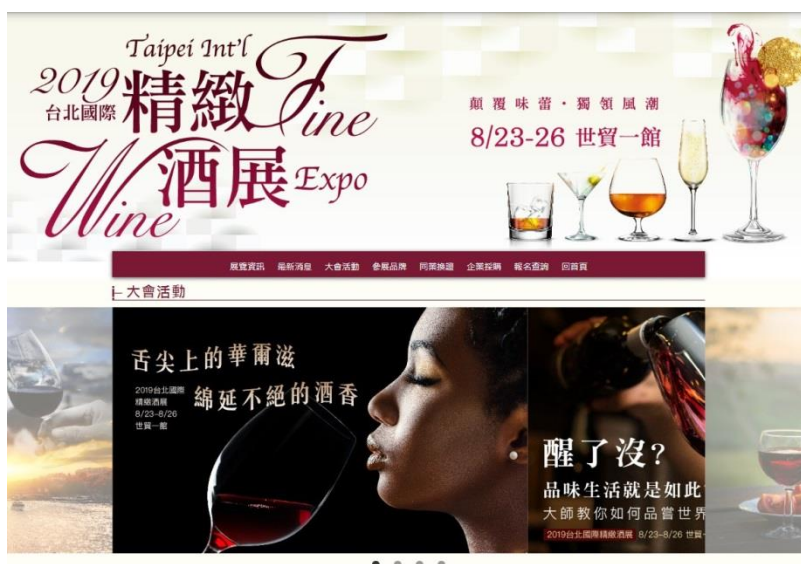 Taipei Int'l
2019
台北國際
精緻 Fine
Wine 酒展 Expo
顛覆味蕾・獨領風潮
8/23-26 世貿一館
展覽資訊 最新消息 大會活動 參展品牌 同業換證 企業採購 報名查詢 回首頁
大會活動
舌尖上的華爾滋
綿延不絕的酒香
2019台北國際
精緻酒展
8/23-8/26
世貿一館
醒了沒?
品味生活就是如此
大師教你如何品嘗世界
2019台北國際精緻酒展 8/23-8/26 世貿